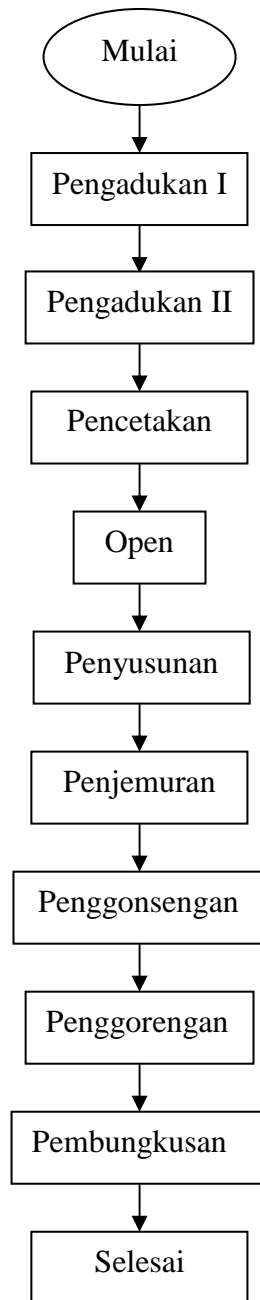 Mulai
Pengadukan I
Pengadukan II
Pencetakan
Open
Penyusunan
Penjemuran
Penggonsengan
Penggorengan
Pembungkusan
Selesai